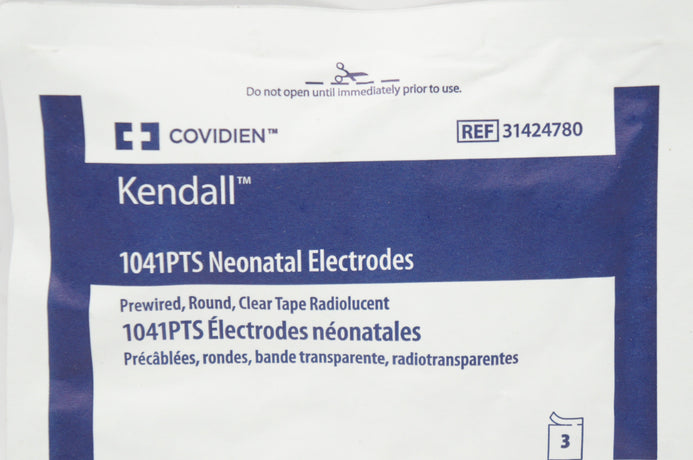 Do not open until immediately prior to use.
COVIDIEN™
REF 31424780
Kendall™
1041PTS Neonatal Electrodes
Prewired, Round, Clear Tape Radiolucent
1041PTS Électrodes néonatales
Précâblées, rondes, bande transparente, radiotransparentes
3